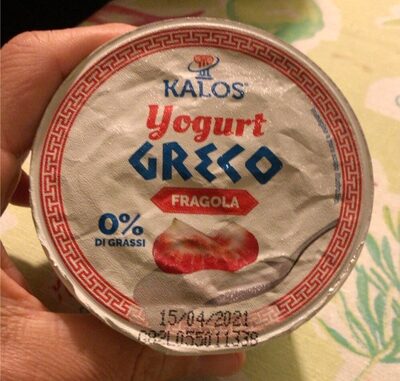 KALOS
Yogurt
GRECO
FRAGOLA
0%
DI GRASSI
15/04/2021